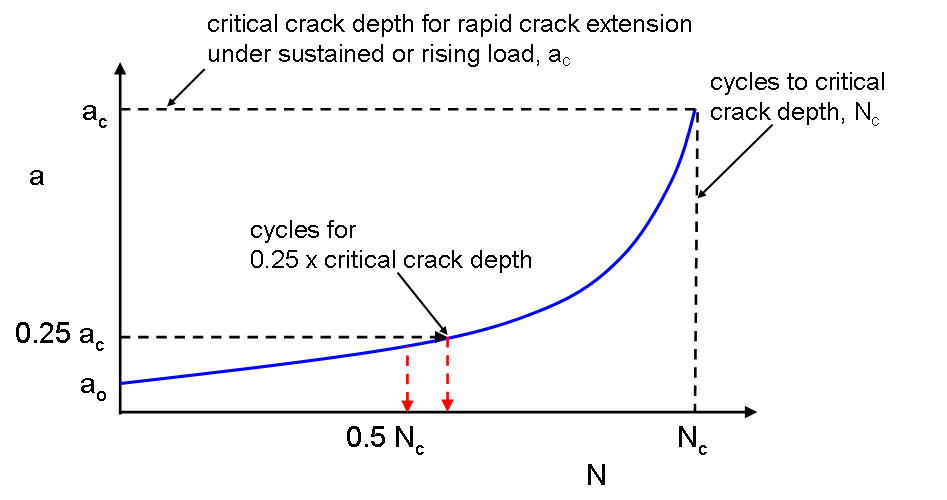 critical crack depth for rapid crack extension
under sustained or rising load, ac
cycles to critical
crack depth, Nc
ac
a
cycles for
0.25 x critical crack depth
0.25 ac
ao
0.5 Nc
Nc
N